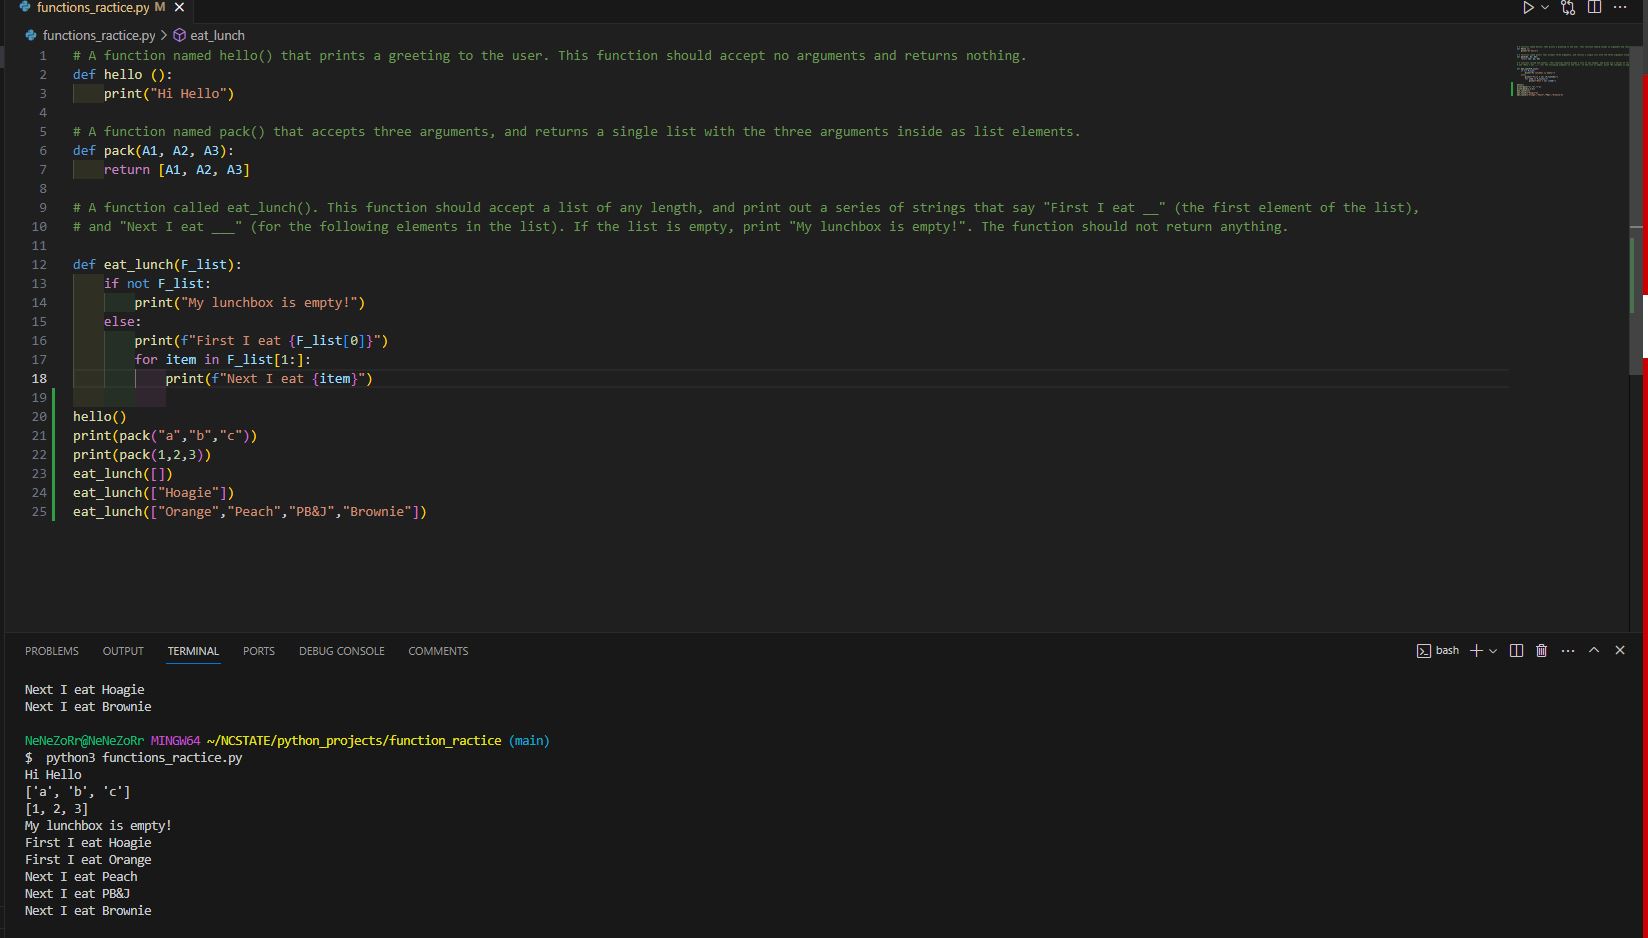 functions_ractice.py M
functions_ractice.py > eat_lunch
1 # A function named hello() that prints a greeting to the user. This function should accept no arguments and returns nothing.
2 def hello ():
3     print("Hi Hello")
4
5 # A function named pack() that accepts three arguments, and returns a single list with the three arguments inside as list elements.
6 def pack(A1, A2, A3):
7     return [A1, A2, A3]
8
9 # A function called eat_lunch(). This function should accept a list of any length, and print out a series of strings that say "First I eat __" (the first element of the list),
10 # and "Next I eat ___" (for the following elements in the list). If the list is empty, print "My lunchbox is empty!". The function should not return anything.
11
12 def eat_lunch(F_list):
13     if not F_list:
14         print("My lunchbox is empty!")
15     else:
16         print(f"First I eat {F_list[0]}")
17         for item in F_list[1:]:
18             print(f"Next I eat {item}")
19
20 hello()
21 print(pack("a","b","c"))
22 print(pack(1,2,3))
23 eat_lunch([])
24 eat_lunch(["Hoagie"])
25 eat_lunch(["Orange","Peach","PB&J","Brownie"])
PROBLEMS OUTPUT TERMINAL PORTS DEBUG CONSOLE COMMENTS bash
Next I eat Hoagie
Next I eat Brownie
NeNeZoRr@NeNeZoRr MINGW64 ~/NCSTATE/python_projects/function_ractice (main)
$  python3 functions_ractice.py
Hi Hello
['a', 'b', 'c']
[1, 2, 3]
My lunchbox is empty!
First I eat Hoagie
First I eat Orange
Next I eat Peach
Next I eat PB&J
Next I eat Brownie